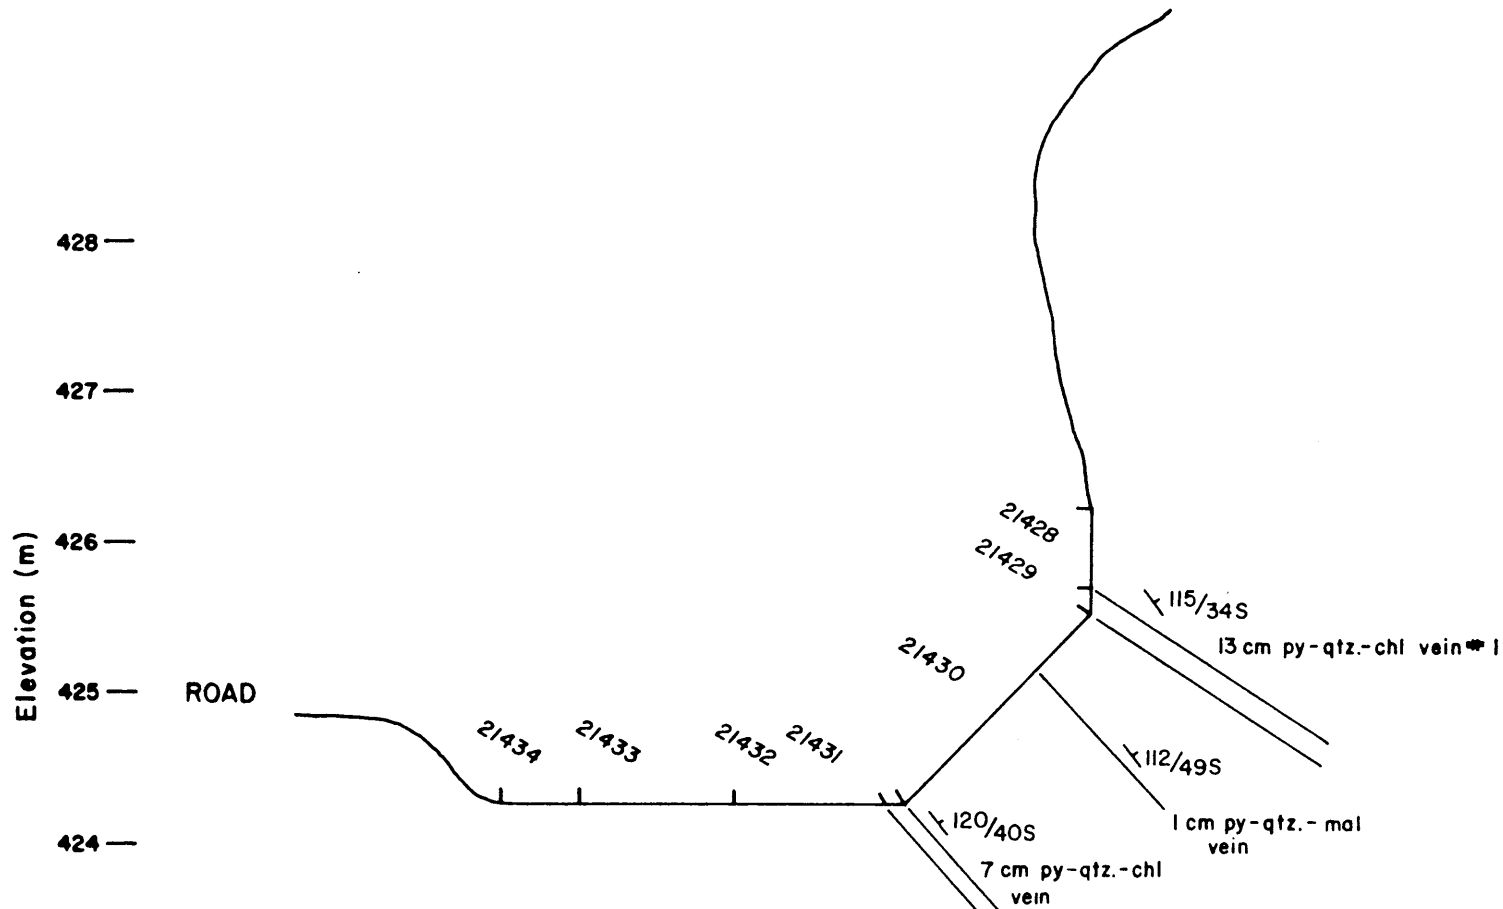 428
427
426
425
424
Elevation (m)
ROAD
21428
21429
21430
21434
21433
21432
21431
115/34S
13 cm py-qtz.-chl vein # 1
112/49S
1 cm py-qtz.-mal
vein
120/40S
7 cm py-qtz.-chl
vein